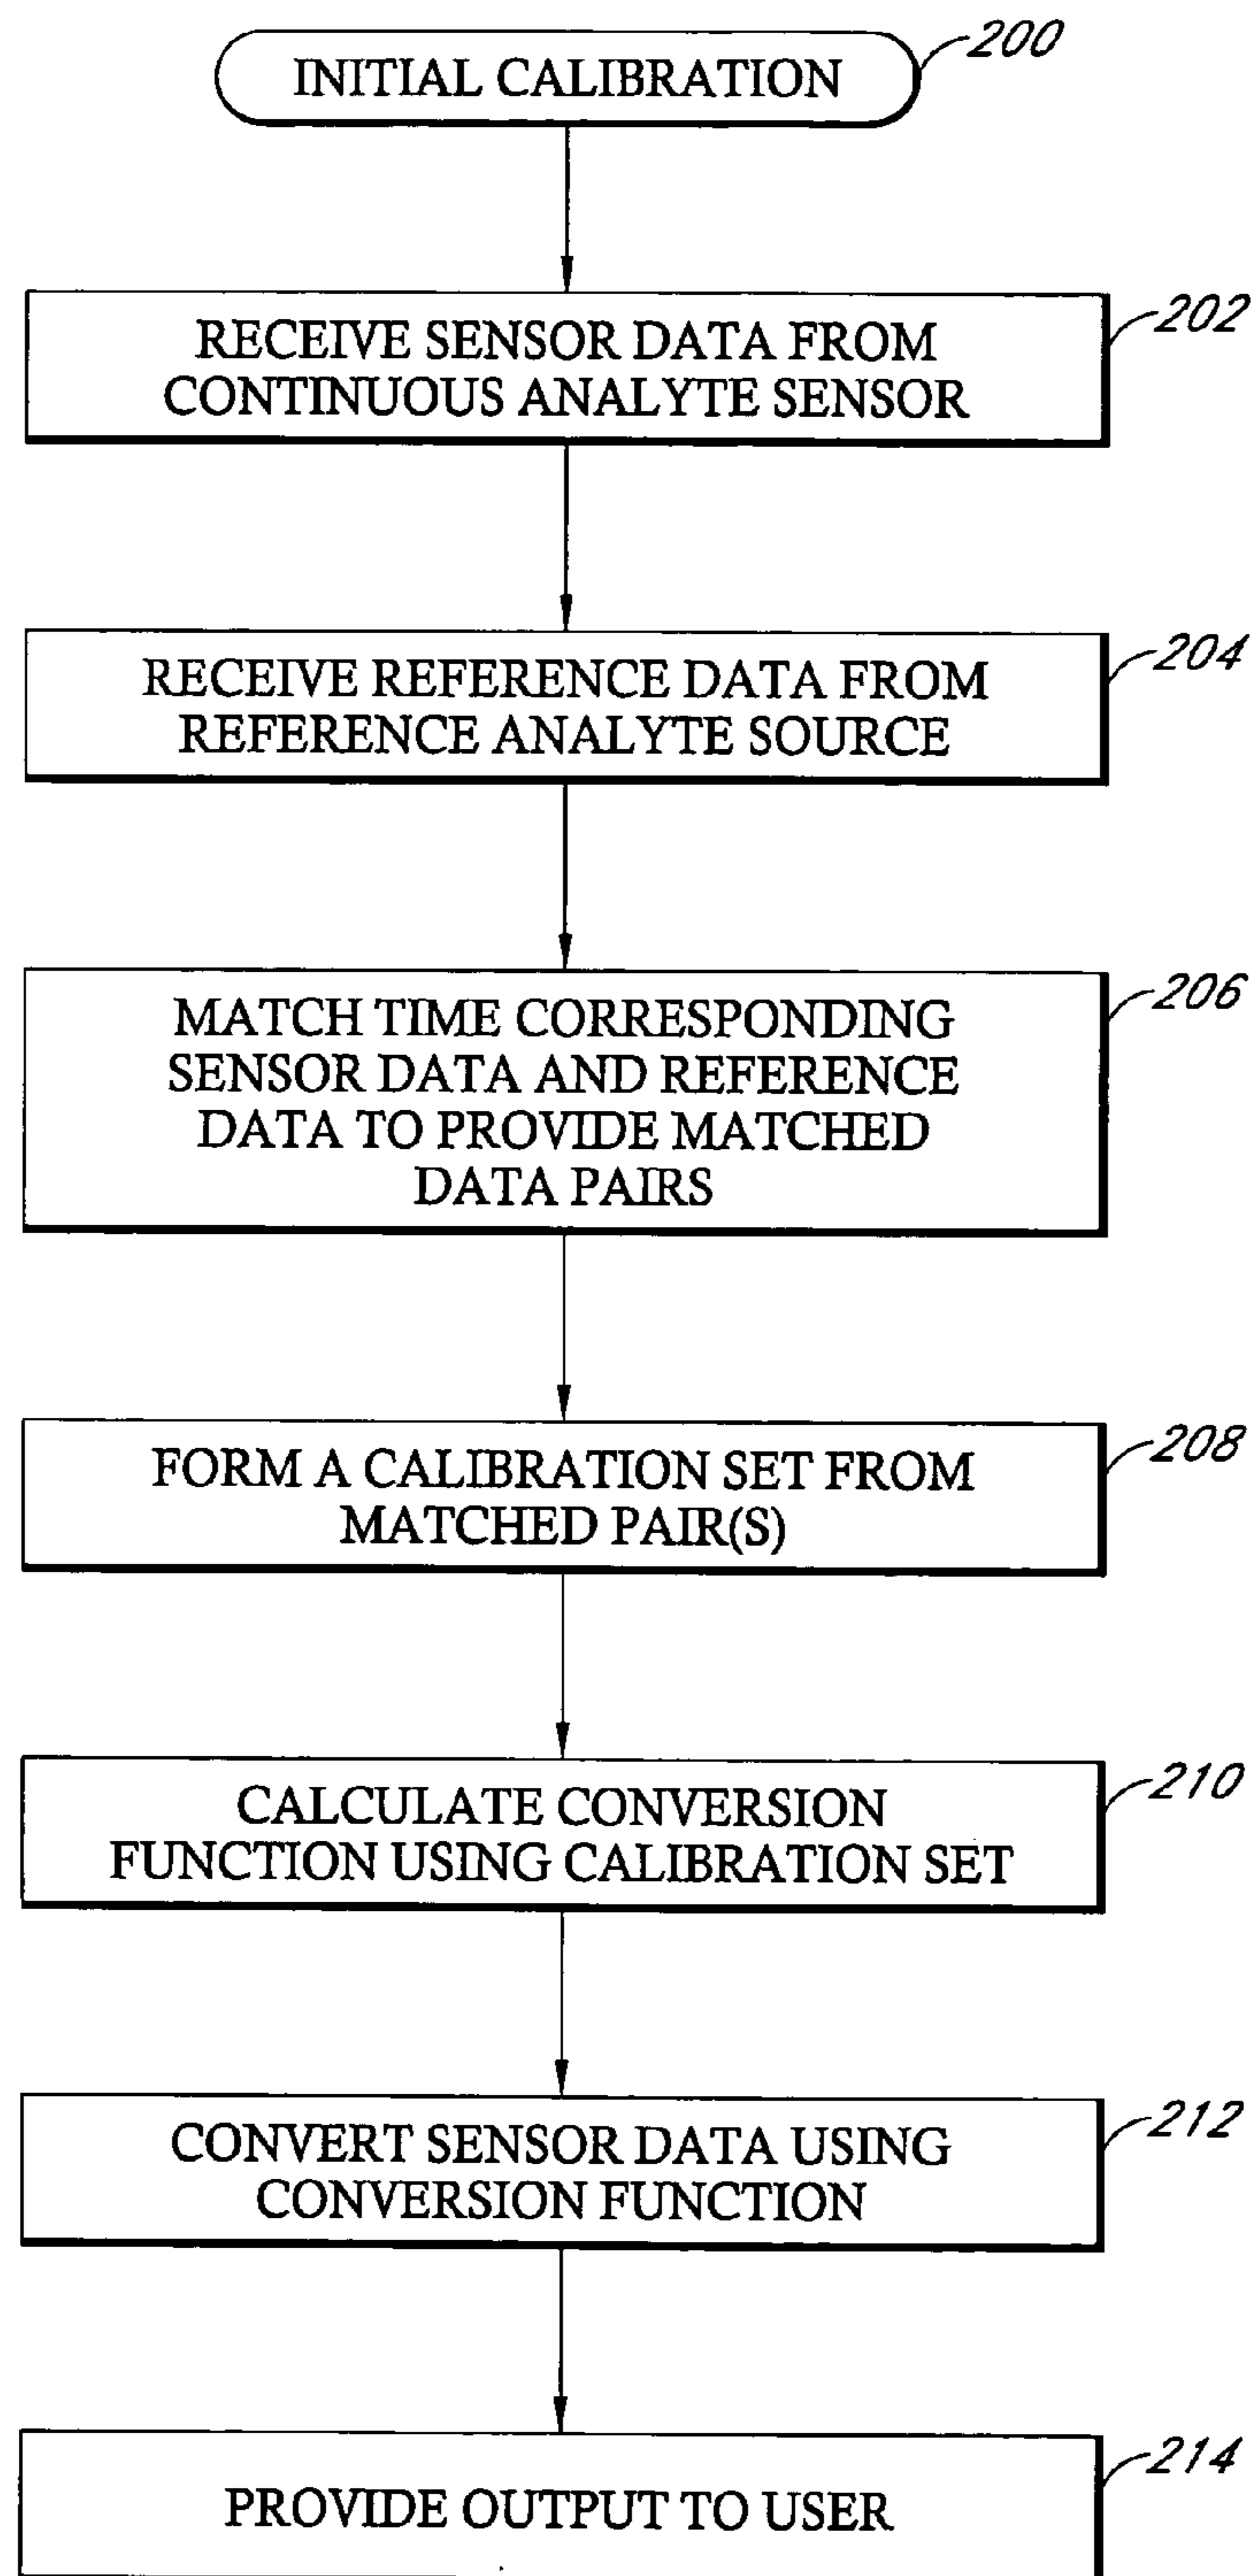 INITIAL CALIBRATION
200
RECEIVE SENSOR DATA FROM
CONTINUOUS ANALYTE SENSOR
202
RECEIVE REFERENCE DATA FROM
REFERENCE ANALYTE SOURCE
204
MATCH TIME CORRESPONDING
SENSOR DATA AND REFERENCE
DATA TO PROVIDE MATCHED
DATA PAIRS
206
FORM A CALIBRATION SET FROM
MATCHED PAIR(S)
208
CALCULATE CONVERSION
FUNCTION USING CALIBRATION SET
210
CONVERT SENSOR DATA USING
CONVERSION FUNCTION
212
PROVIDE OUTPUT TO USER
214